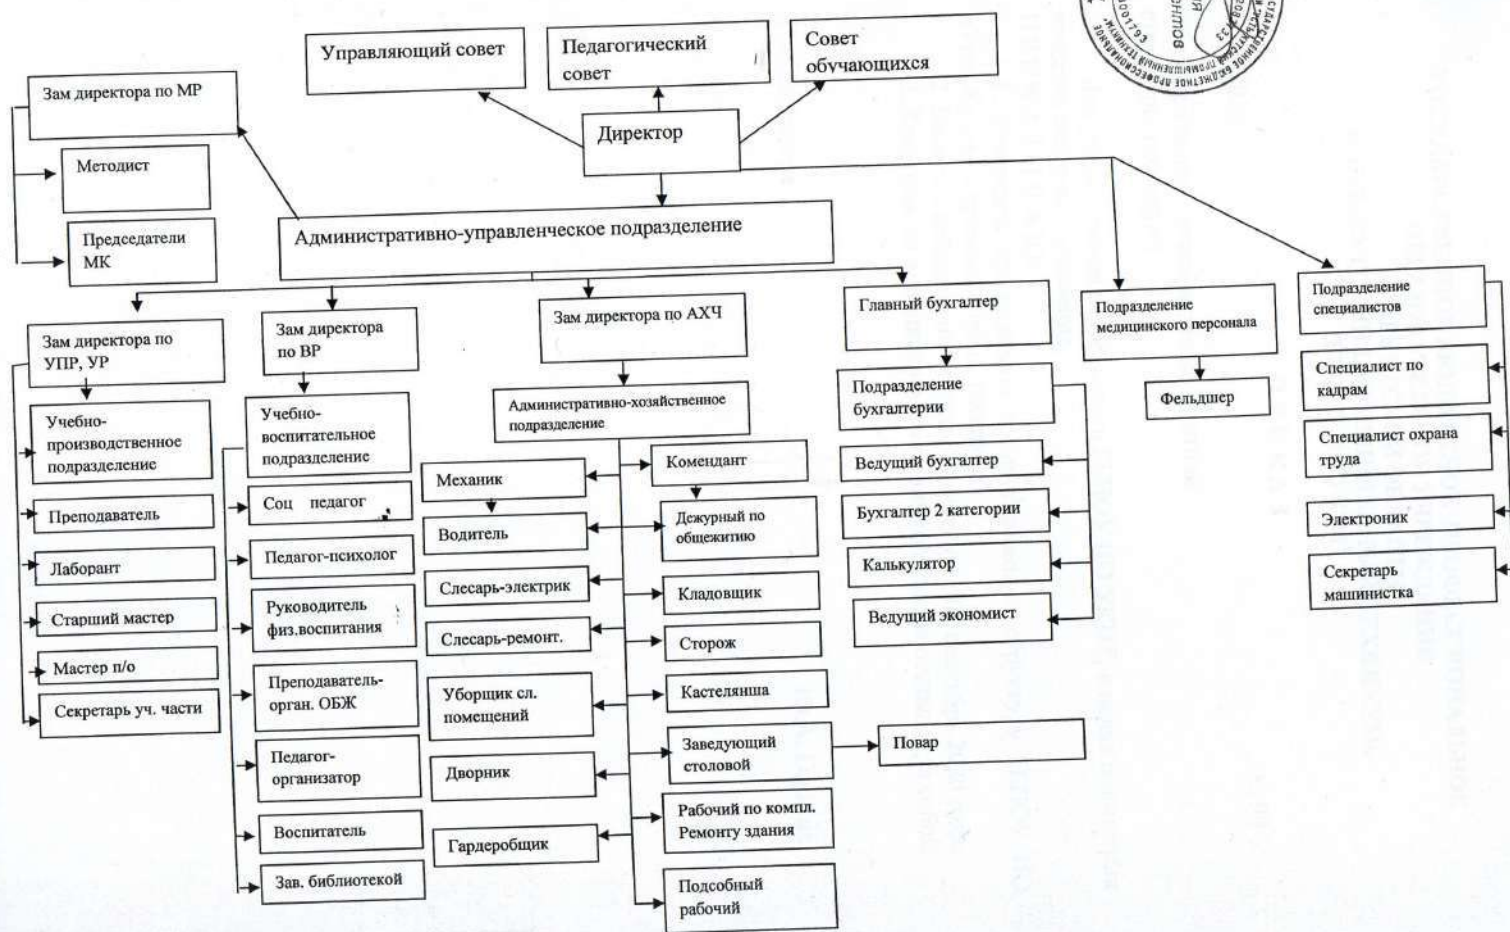 Управляющий совет
Педагогический
совет
Совет
обучающихся
Зам директора по МР
Директор
Методист
Председатели
МК
Административно-управленческое подразделение
Зам директора по
УПР, УР
Зам директора
по ВР
Зам директора по АХЧ
Главный бухгалтер
Подразделение
медицинского персонала
Подразделение
специалистов
Учебно-
производственное
подразделение
Преподаватель
Лаборант
Старший мастер
Мастер п/о
Секретарь уч. части
Учебно-
воспитательное
подразделение
Соц педагог
Педагог-психолог
Руководитель
физ.воспитания
Преподаватель-
орган. ОБЖ
Педагог-
организатор
Воспитатель
Зав. библиотекой
Административно-хозяйственное
подразделение
Механик
Водитель
Слесарь-электрик
Слесарь-ремонт.
Уборщик сл.
помещений
Дворник
Гардеробщик
Комендант
Дежурный по
общежитию
Кладовщик
Сторож
Кастелянша
Заведующий
столовой
Повар
Рабочий по компл.
Ремонту здания
Подсобный
рабочий
Подразделение
бухгалтерии
Ведущий бухгалтер
Бухгалтер 2 категории
Калькулятор
Ведущий экономист
Фельдшер
Специалист по
кадрам
Специалист охрана
труда
Электроник
Секретарь
машинистка